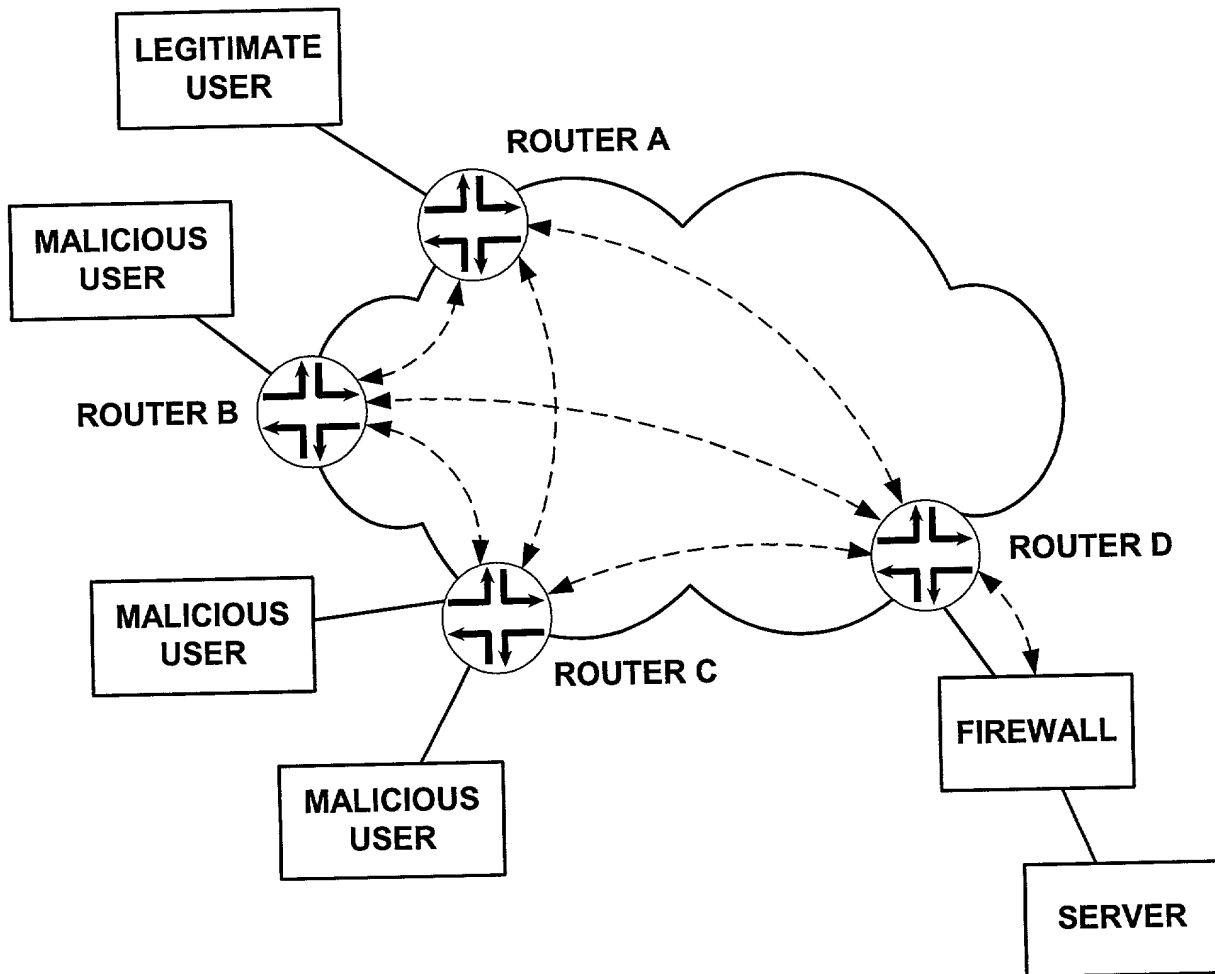 LEGITIMATE
USER
ROUTER A
MALICIOUS
USER
ROUTER B
ROUTER D
MALICIOUS
USER
ROUTER C
FIREWALL
MALICIOUS
USER
SERVER